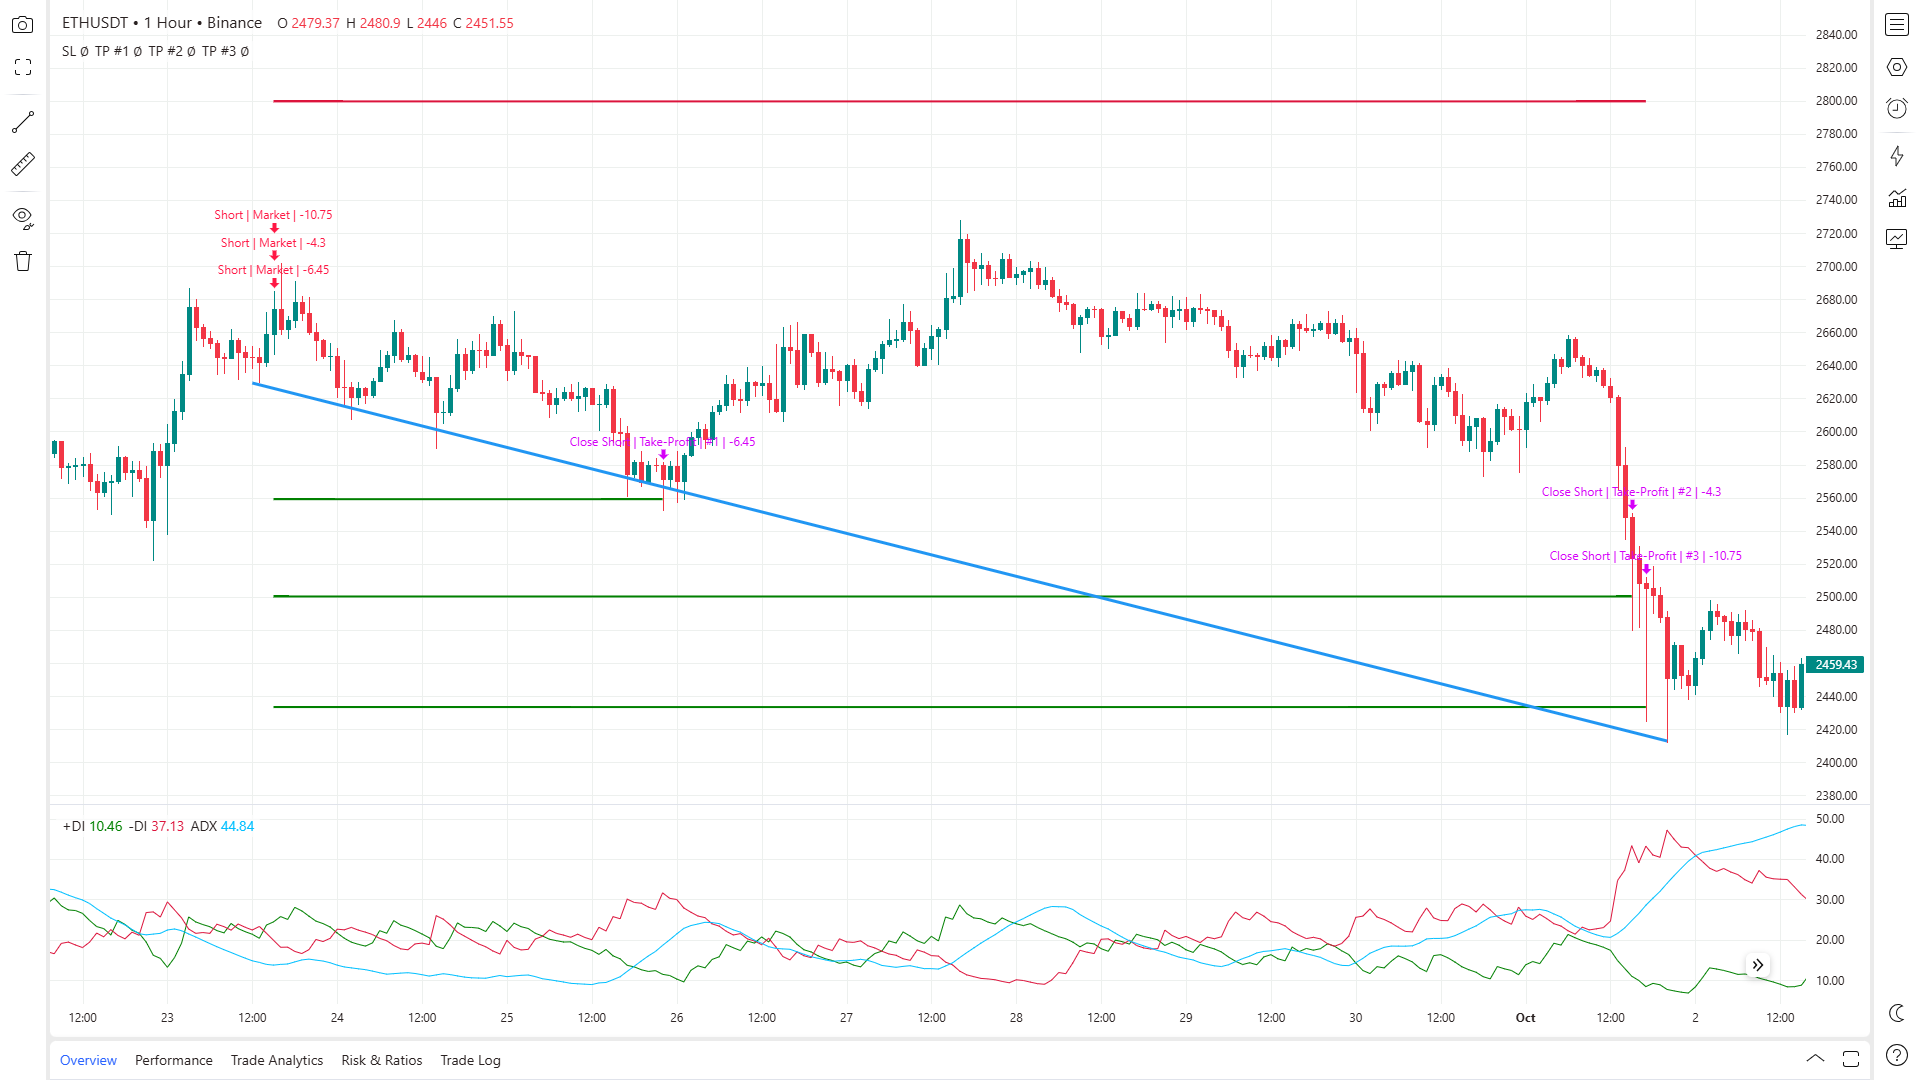 ETHUSDT • 1 Hour • Binance O 2479.37 H 2480.9 L 2446 C 2451.55
SL Ø TP #1 Ø TP #2 Ø TP #3 Ø
2840.00
2820.00
2800.00
2780.00
2760.00
2740.00
2720.00
2700.00
2680.00
2660.00
2640.00
2620.00
2600.00
2580.00
2560.00
2540.00
2520.00
2500.00
2480.00
2459.43
2440.00
2420.00
2400.00
2380.00
Short | Market | -10.75
Short | Market | -4.3
Short | Market | -6.45
Close Short | Take-Profit | #1 | -6.45
Close Short | Take-Profit | #2 | -4.3
Close Short | Take-Profit | #3 | -10.75
+DI 10.46 -DI 37.13 ADX 44.84
50.00
40.00
30.00
20.00
10.00
12:00 23 12:00 24 12:00 25 12:00 26 12:00 27 12:00 28 12:00 29 12:00 30 12:00 Oct 12:00 2 12:00
Overview Performance Trade Analytics Risk & Ratios Trade Log